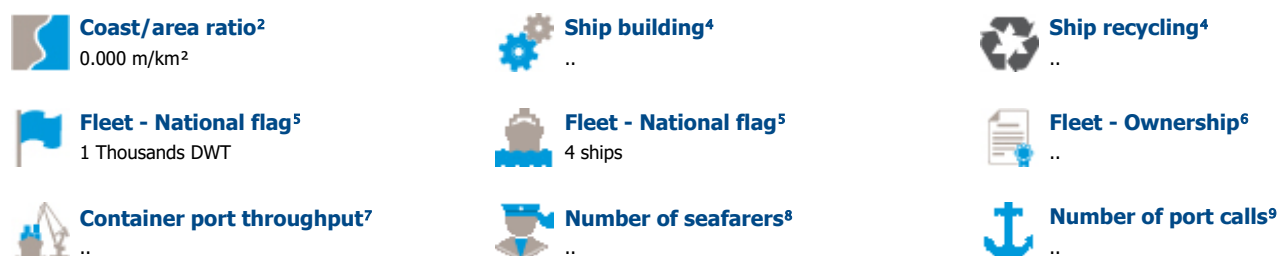 Coast/area ratio²
0.000 m/km²
Ship building⁴
..
Ship recycling⁴
..
Fleet - National flag⁵
1 Thousands DWT
Fleet - National flag⁵
4 ships
Fleet - Ownership⁶
..
Container port throughput⁷
..
Number of seafarers⁸
..
Number of port calls⁹
..